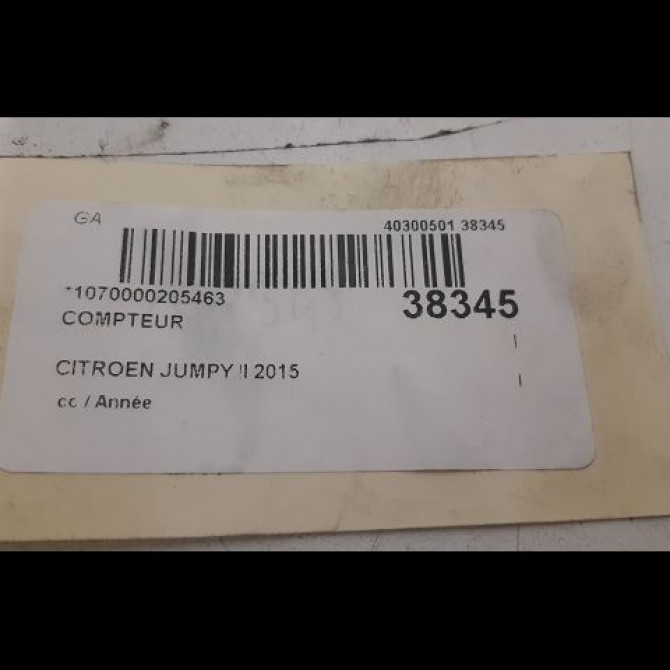 GA
40300501 38345
*1070000205463
38345
COMPTEUR
CITROEN JUMPY II 2015
cc / Année